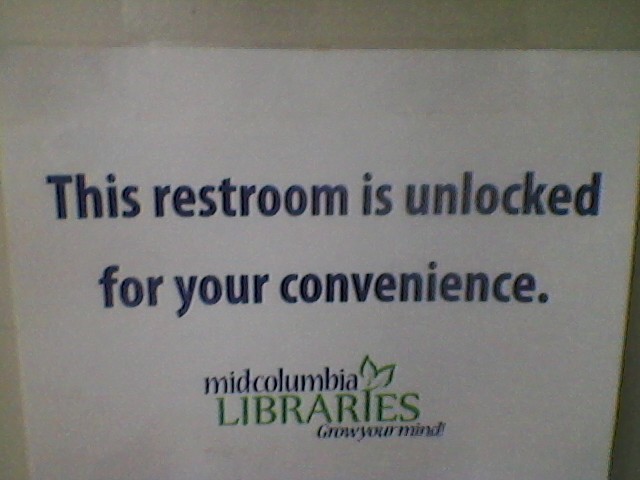 This restroom is unlocked
for your convenience.
midcolumbia
LIBRARIES
Grow your mind!